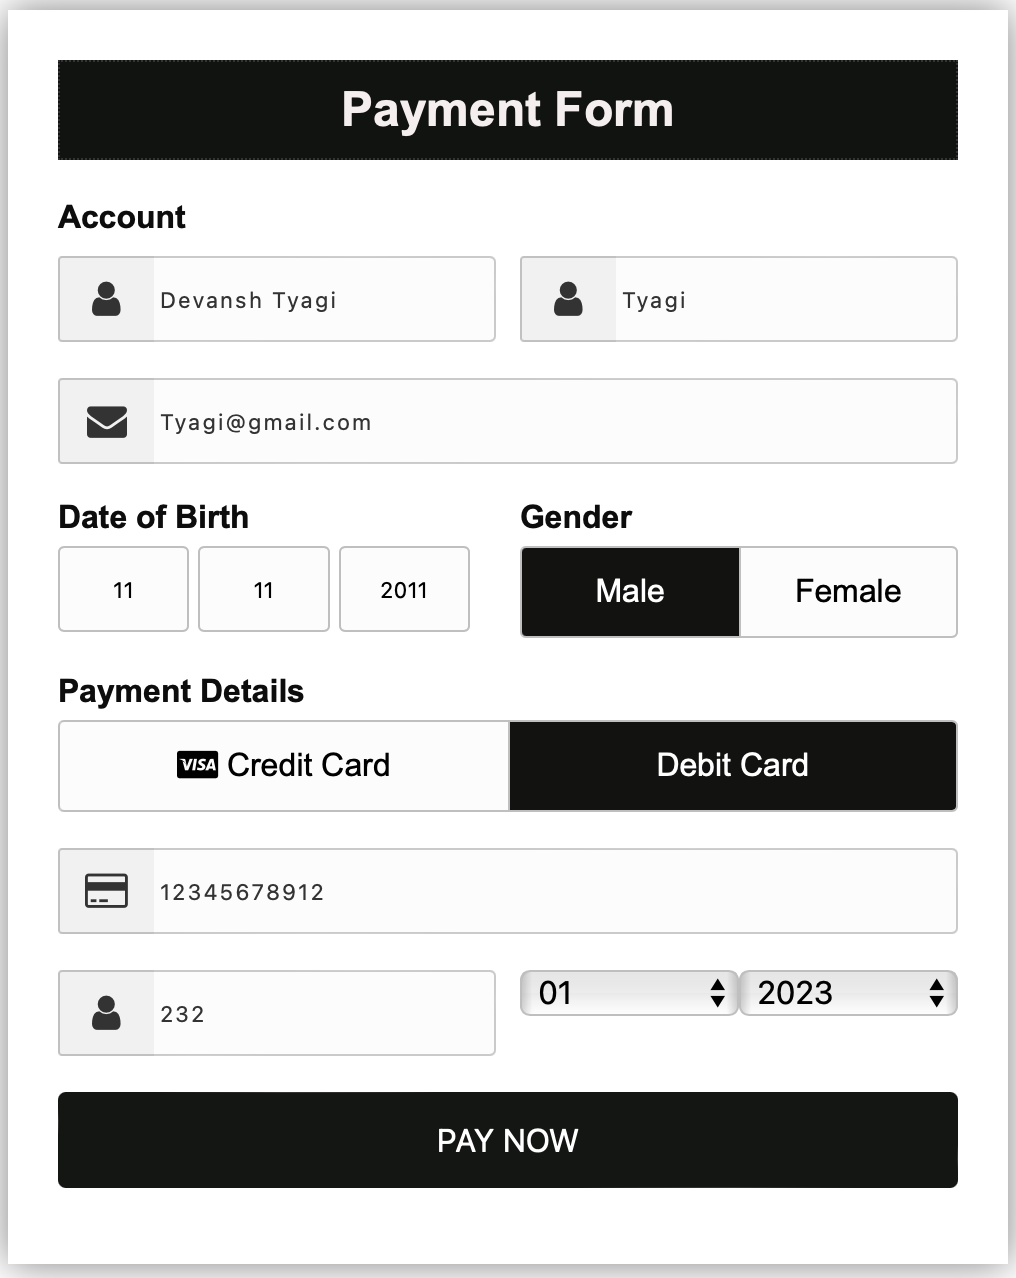 Payment Form
Account
Devansh Tyagi
Tyagi
Tyagi@gmail.com
Date of Birth
Gender
11 11 2011
Male Female
Payment Details
VISA Credit Card
Debit Card
12345678912
232
01 2023
PAY NOW